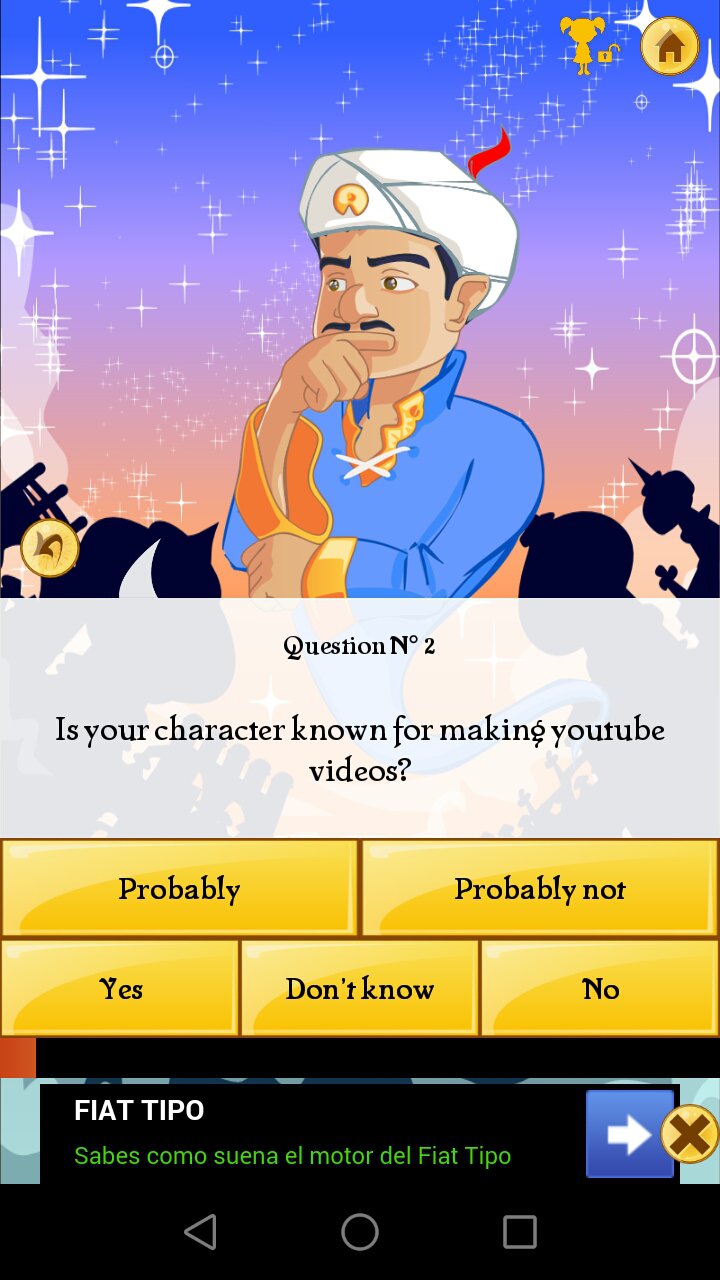 Question N° 2
Is your character known for making youtube
videos?
Probably
Probably not
Yes
Don't know
No
FIAT TIPO
Sabes como suena el motor del Fiat Tipo